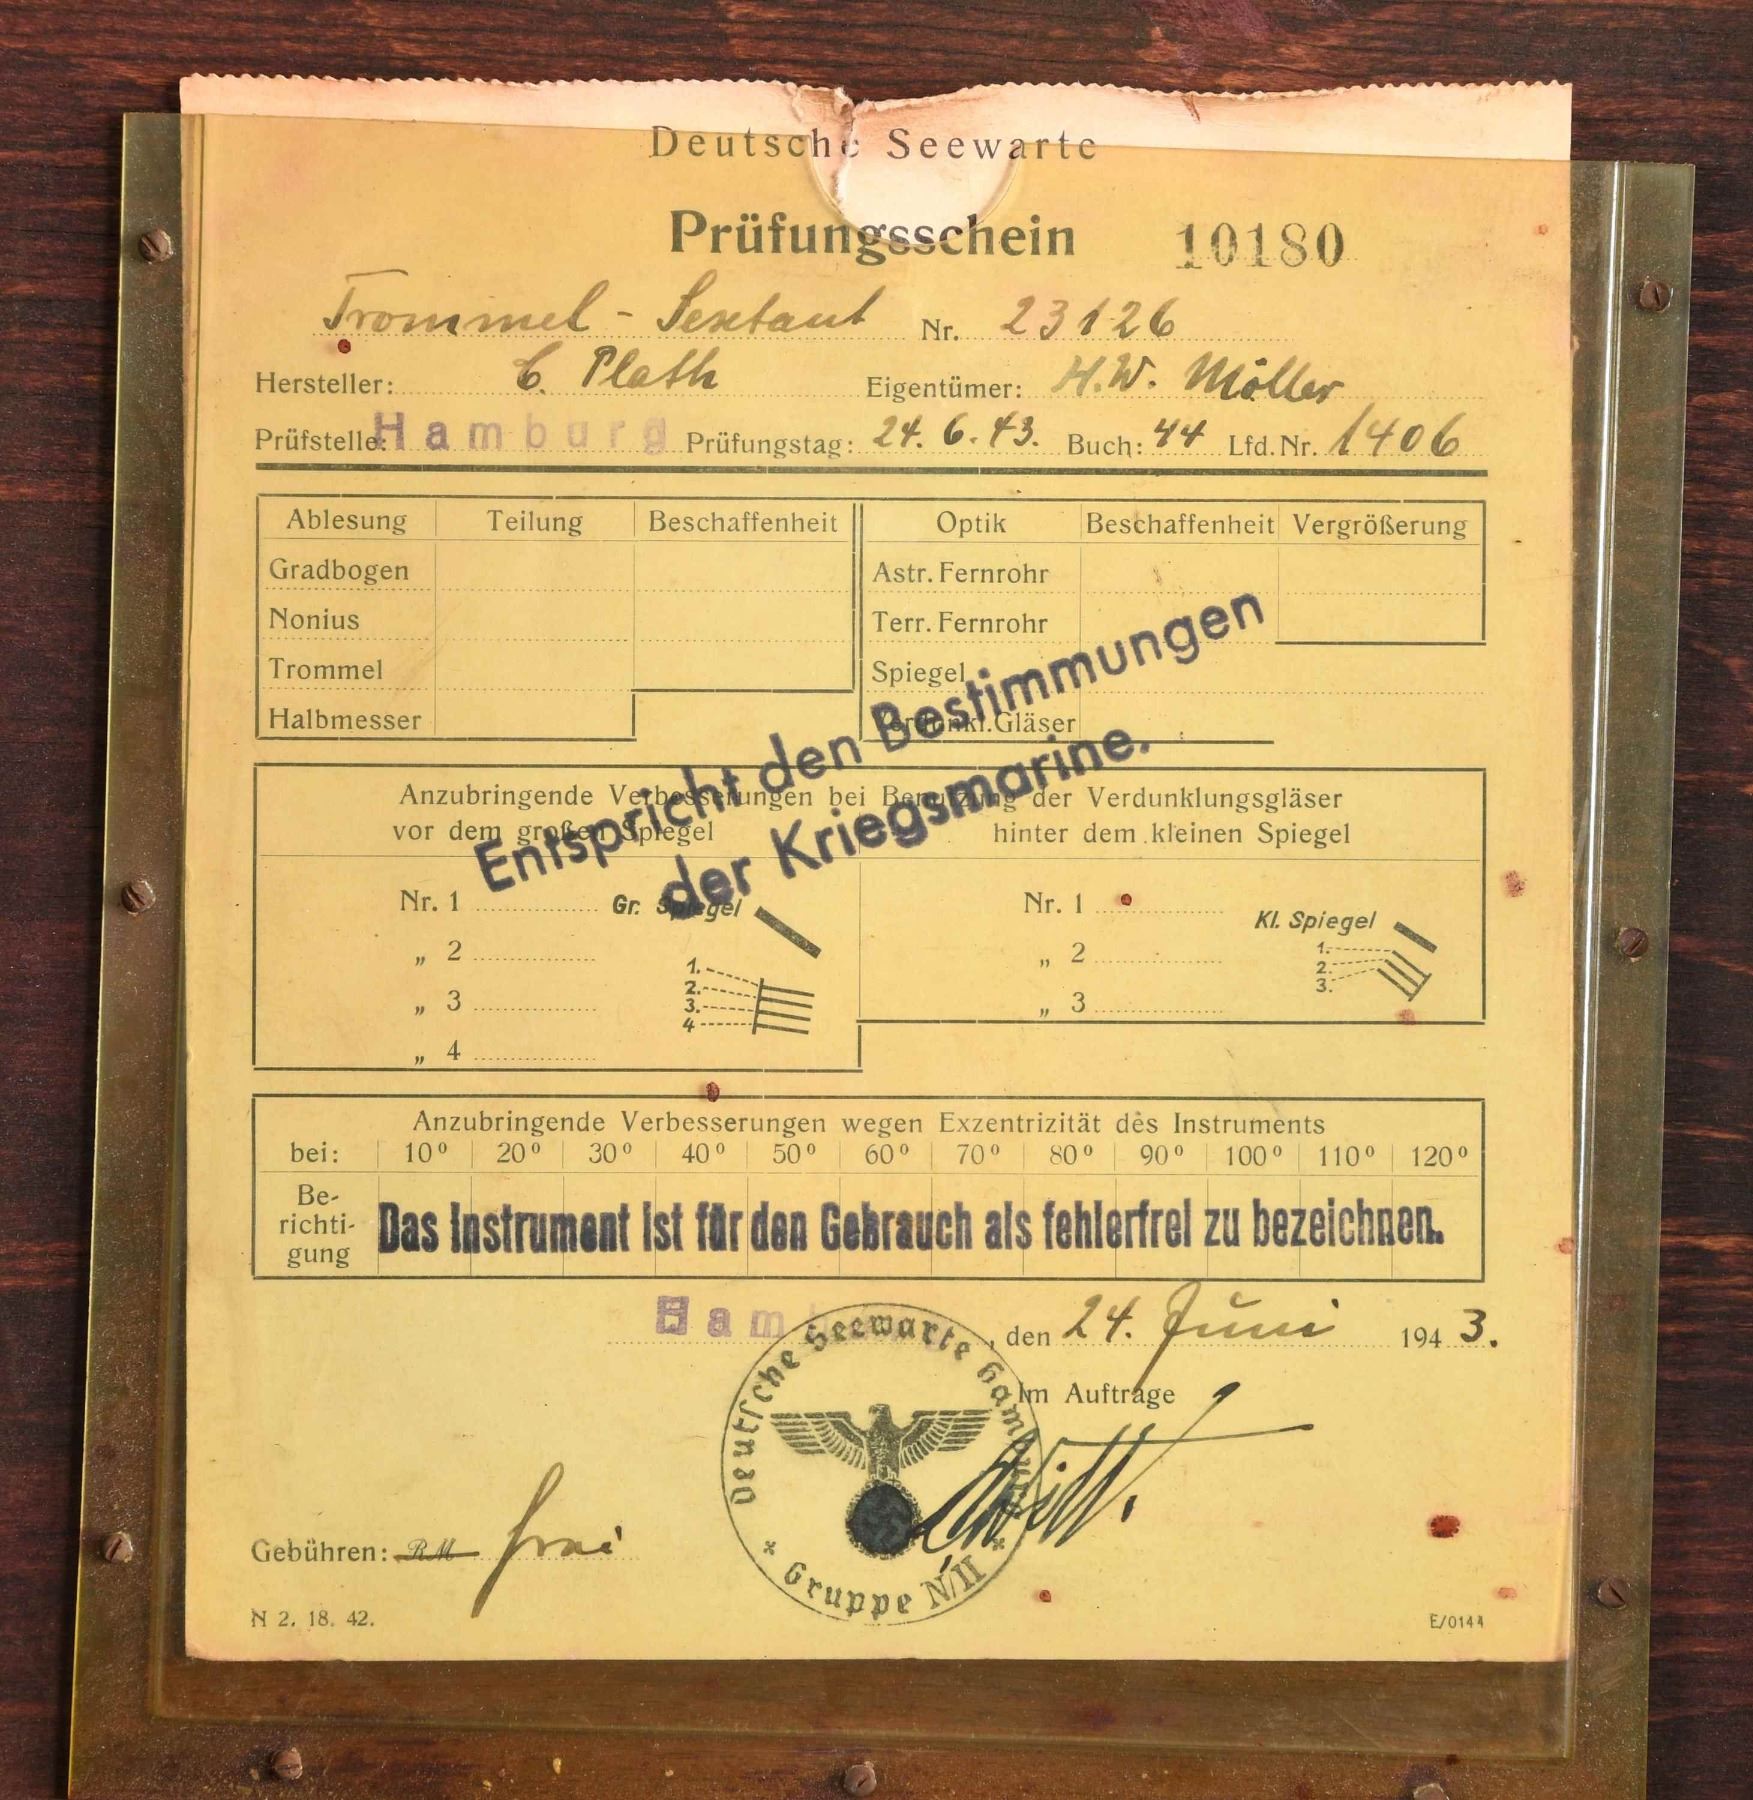 Deutsche Seewarte
Prüfungsschein 10180
Trommel - Sextant Nr. 23126
Hersteller: C. Plath Eigentümer: H.W. Möller
Prüfstelle: Hamburg Prüfungstag: 24. 6. 43. Buch: 44 Lfd. Nr. 1406
Ablesung Teilung Beschaffenheit Optik Beschaffenheit Vergrößerung
Gradbogen Astr. Fernrohr
Nonius Terr. Fernrohr
Trommel Spiegel
Halbmesser Verdunkl. Gläser
Entspricht den Bestimmungen
der Kriegsmarine.
Anzubringende Verbesserungen bei Benutzung der Verdunklungsgläser
vor dem großen Spiegel hinter dem kleinen Spiegel
Nr. 1 Gr. Spiegel Nr. 1 Kl. Spiegel
„ 2 „ 2
„ 3 „ 3
„ 4
1. 1.
2. 2.
3. 3.
4
Anzubringende Verbesserungen wegen Exzentrizität des Instruments
bei: 10° 20° 30° 40° 50° 60° 70° 80° 90° 100° 110° 120°
Be-
richti-
gung
Das Instrument ist für den Gebrauch als fehlerfrei zu bezeichnen.
Ham , den 24. Juni 1943.
Im Auftrage
Deutsche Seewarte Hamburg
Gruppe N/II
Gebühren: RM frei
N 2. 18. 42. E/0144